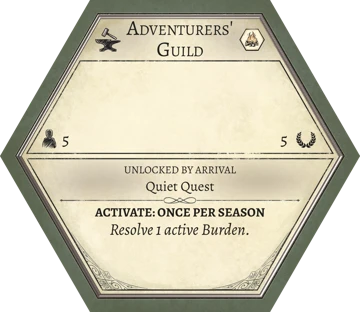 Adventurers'
Guild
5 5
UNLOCKED BY ARRIVAL
Quiet Quest
ACTIVATE: ONCE PER SEASON
Resolve 1 active Burden.